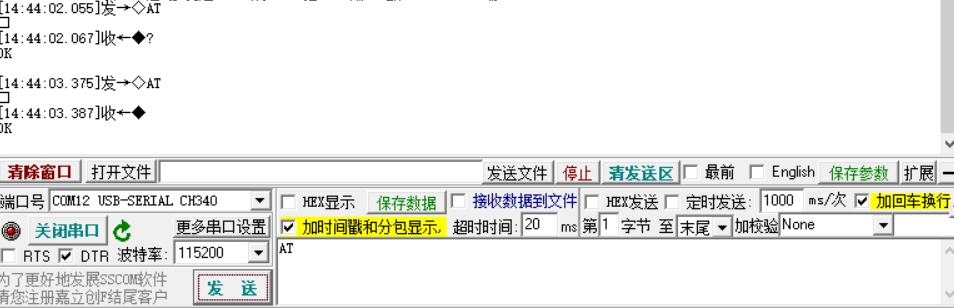 [14:44:02.055]发→◇AT
□
[14:44:02.067]收←◆?
OK
[14:44:03.375]发→◇AT
□
[14:44:03.387]收←◆
OK
清除窗口 打开文件 发送文件 停止 清发送区 最前 English 保存参数 扩展 —
端口号 COM12 USB-SERIAL CH340 HEX显示 保存数据 接收数据到文件 HEX发送 定时发送: 1000 ms/次 加回车换行
关闭串口 更多串口设置 加时间戳和分包显示, 超时时间: 20 ms 第1 字节 至 末尾 加校验 None
RTS DTR 波特率: 115200
AT
为了更好地发展SSCOM软件
请您注册嘉立创F结尾客户
发 送